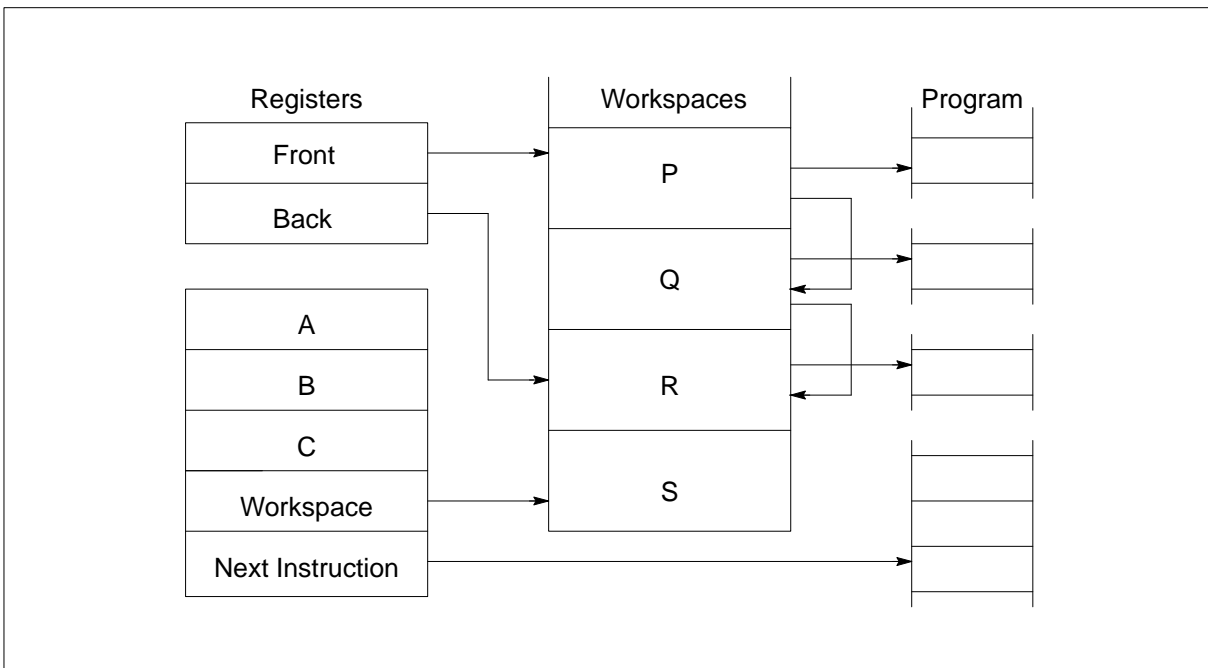 Registers
Workspaces
Program
Front
Back
A
B
C
Workspace
Next Instruction
P
Q
R
S